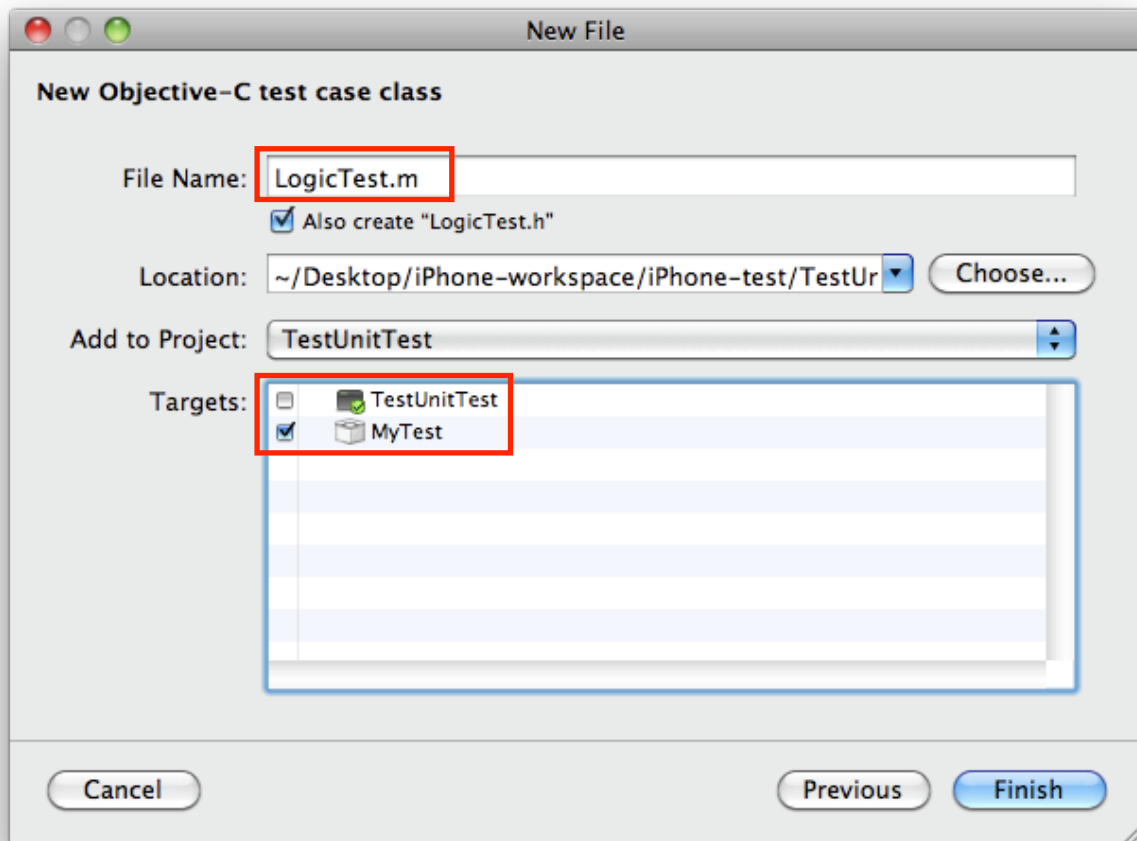 New File
New Objective-C test case class
File Name: LogicTest.m
Also create “LogicTest.h”
Location: ~/Desktop/iPhone-workspace/iPhone-test/TestUr Choose...
Add to Project: TestUnitTest
Targets: TestUnitTest
MyTest
Cancel Previous Finish